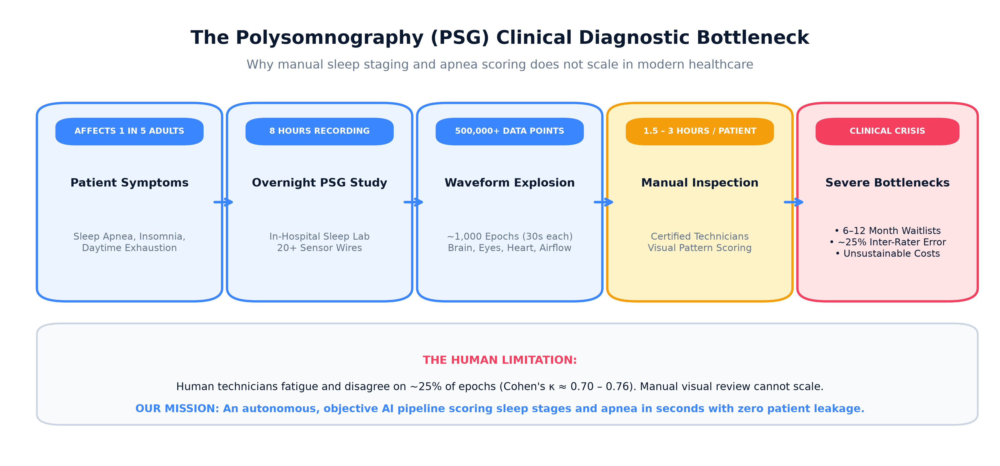 The Polysomnography (PSG) Clinical Diagnostic Bottleneck
Why manual sleep staging and apnea scoring does not scale in modern healthcare
AFFECTS 1 IN 5 ADULTS
Patient Symptoms
Sleep Apnea, Insomnia,
Daytime Exhaustion
8 HOURS RECORDING
Overnight PSG Study
In-Hospital Sleep Lab
20+ Sensor Wires
500,000+ DATA POINTS
Waveform Explosion
~1,000 Epochs (30s each)
Brain, Eyes, Heart, Airflow
1.5 – 3 HOURS / PATIENT
Manual Inspection
Certified Technicians
Visual Pattern Scoring
CLINICAL CRISIS
Severe Bottlenecks
• 6–12 Month Waitlists
• ~25% Inter-Rater Error
• Unsustainable Costs
THE HUMAN LIMITATION:
Human technicians fatigue and disagree on ~25% of epochs (Cohen's κ ≈ 0.70 – 0.76). Manual visual review cannot scale.
OUR MISSION: An autonomous, objective AI pipeline scoring sleep stages and apnea in seconds with zero patient leakage.